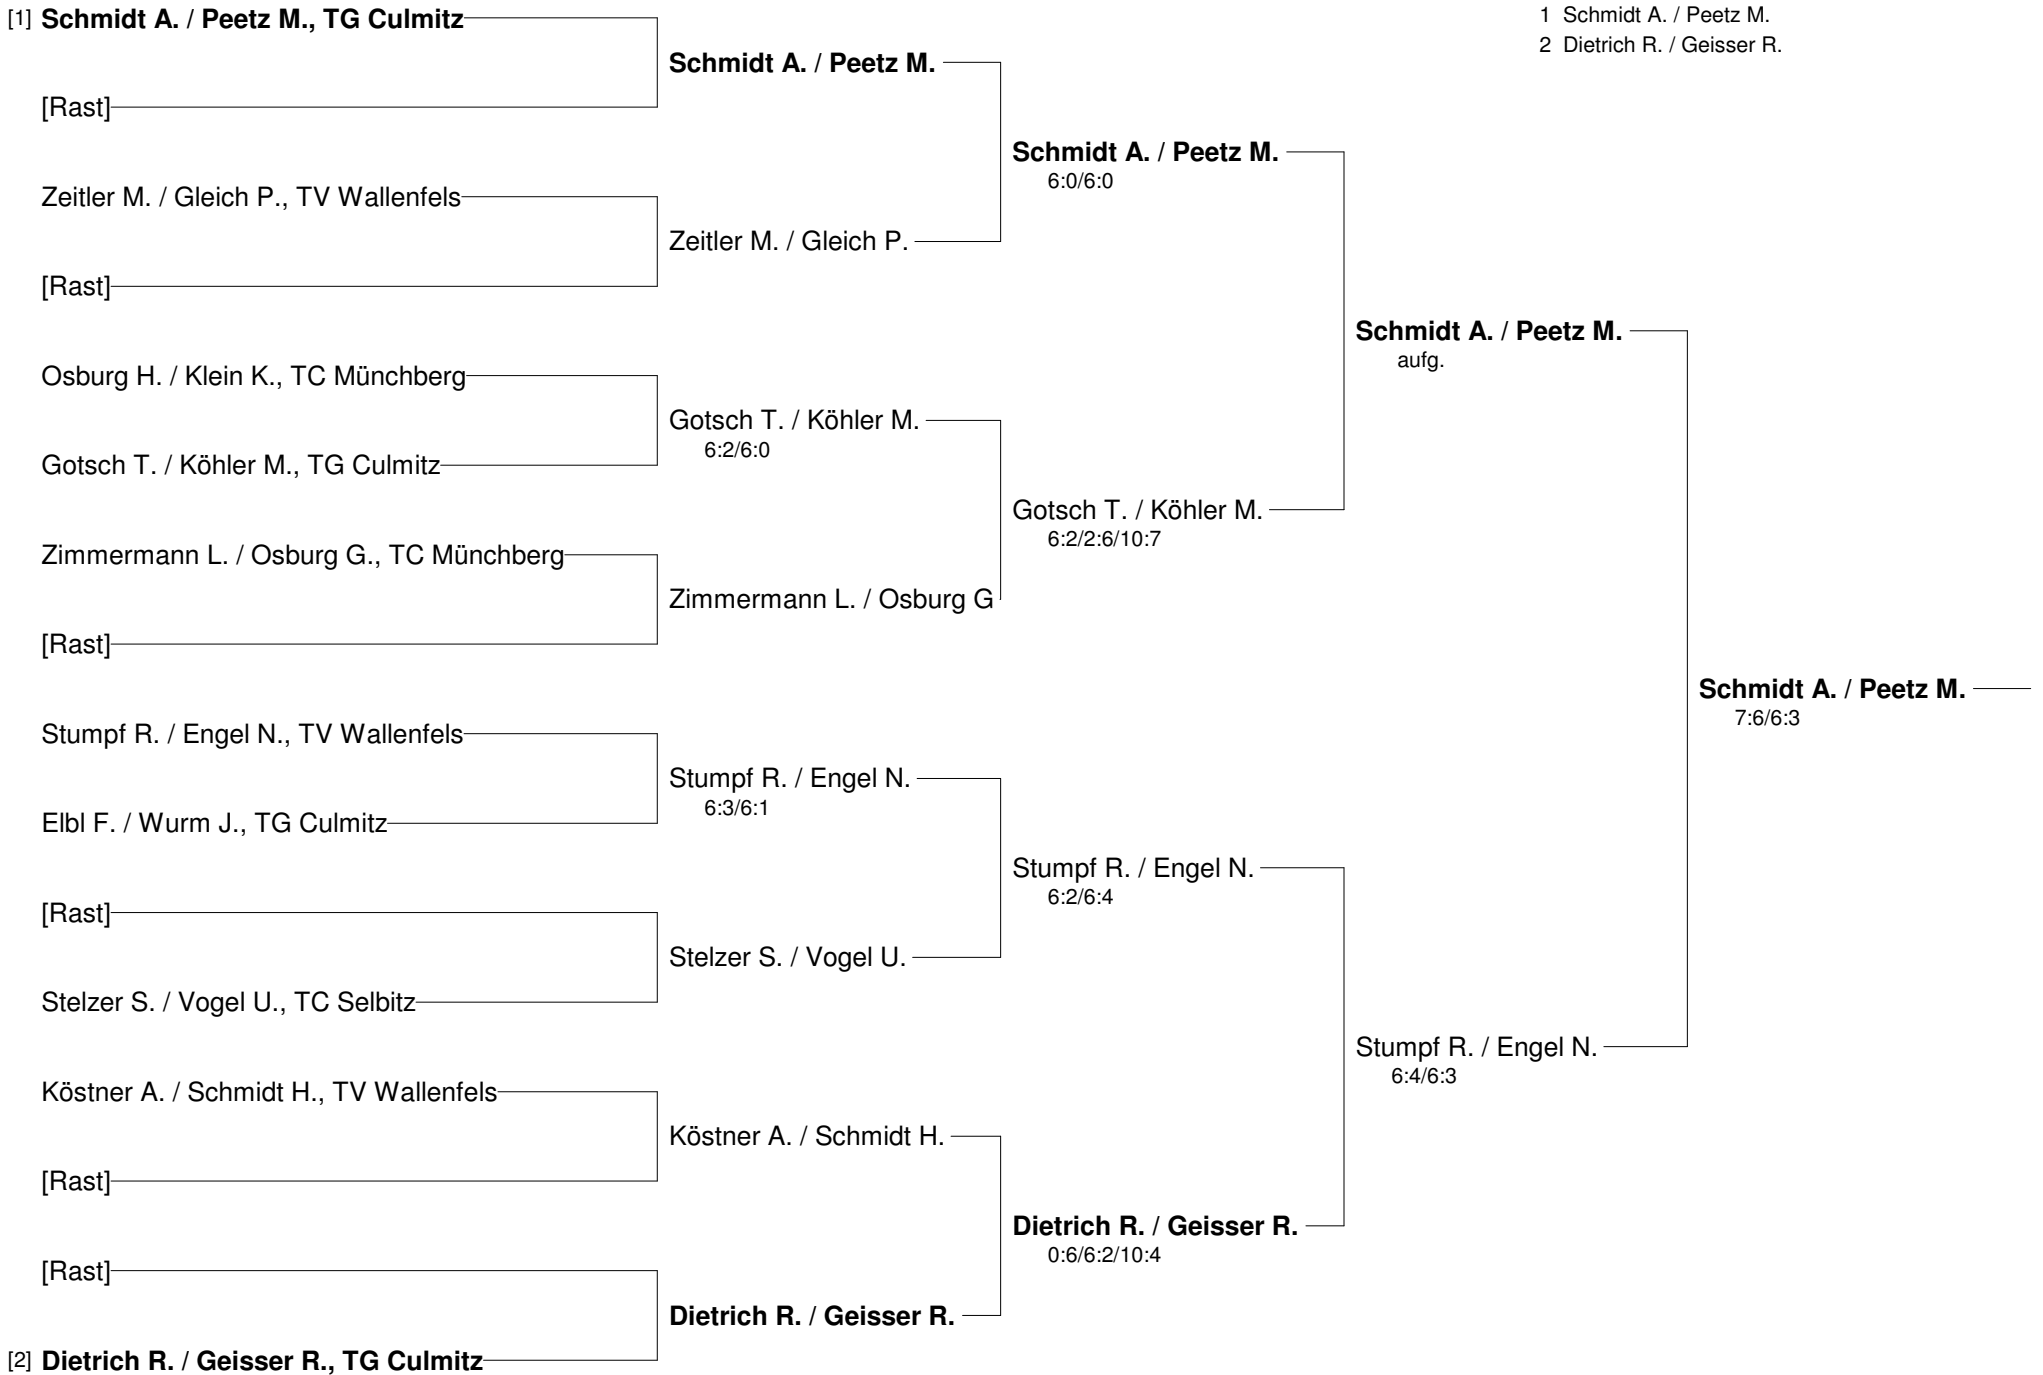 [1] Schmidt A. / Peetz M., TG Culmitz
[Rast]
Zeitler M. / Gleich P., TV Wallenfels
[Rast]
Osburg H. / Klein K., TC Münchberg
Gotsch T. / Köhler M., TG Culmitz
Zimmermann L. / Osburg G., TC Münchberg
[Rast]
Stumpf R. / Engel N., TV Wallenfels
Elbl F. / Wurm J., TG Culmitz
[Rast]
Stelzer S. / Vogel U., TC Selbitz
Köstner A. / Schmidt H., TV Wallenfels
[Rast]
[Rast]
[2] Dietrich R. / Geisser R., TG Culmitz
Schmidt A. / Peetz M.
Zeitler M. / Gleich P.
Gotsch T. / Köhler M.
6:2/6:0
Zimmermann L. / Osburg G
Stumpf R. / Engel N.
6:3/6:1
Stelzer S. / Vogel U.
Köstner A. / Schmidt H.
Dietrich R. / Geisser R.
Schmidt A. / Peetz M.
6:0/6:0
Gotsch T. / Köhler M.
6:2/2:6/10:7
Stumpf R. / Engel N.
6:2/6:4
Dietrich R. / Geisser R.
0:6/6:2/10:4
Schmidt A. / Peetz M.
aufg.
Stumpf R. / Engel N.
6:4/6:3
Schmidt A. / Peetz M.
7:6/6:3
1 Schmidt A. / Peetz M.
2 Dietrich R. / Geisser R.